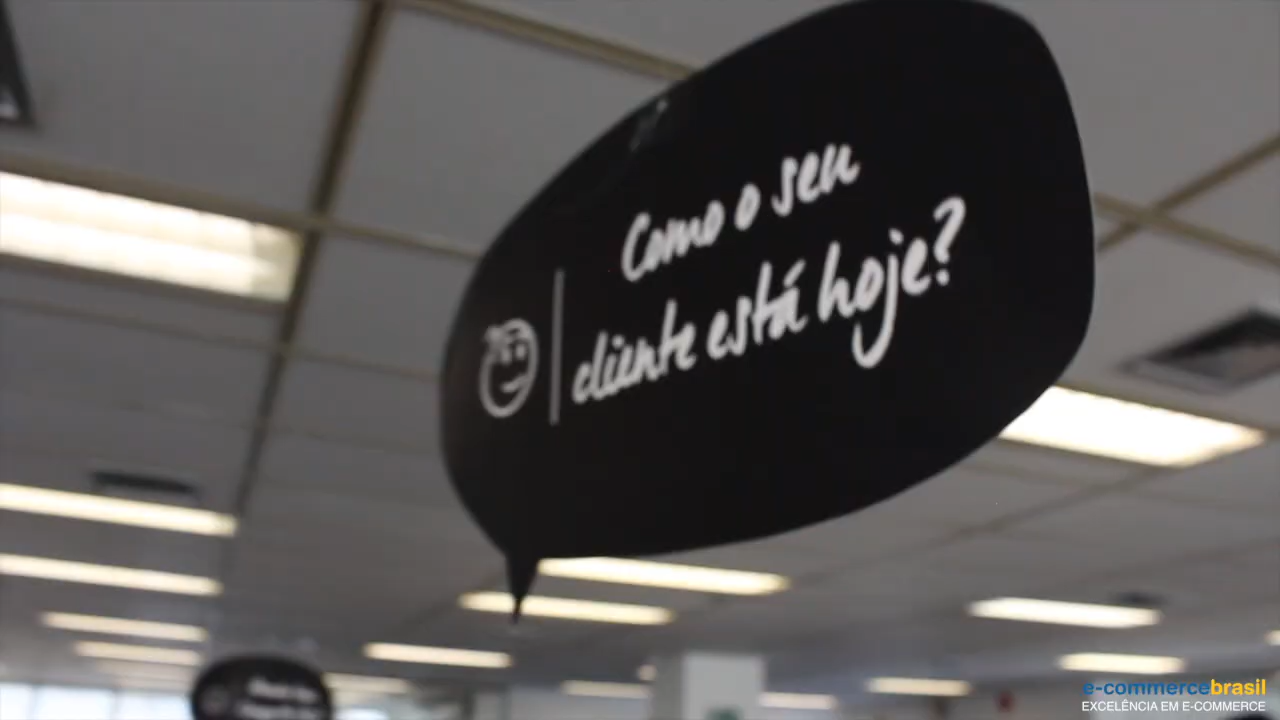 Como o seu
cliente está hoje?
e-commercebrasil
EXCELÊNCIA EM E-COMMERCE